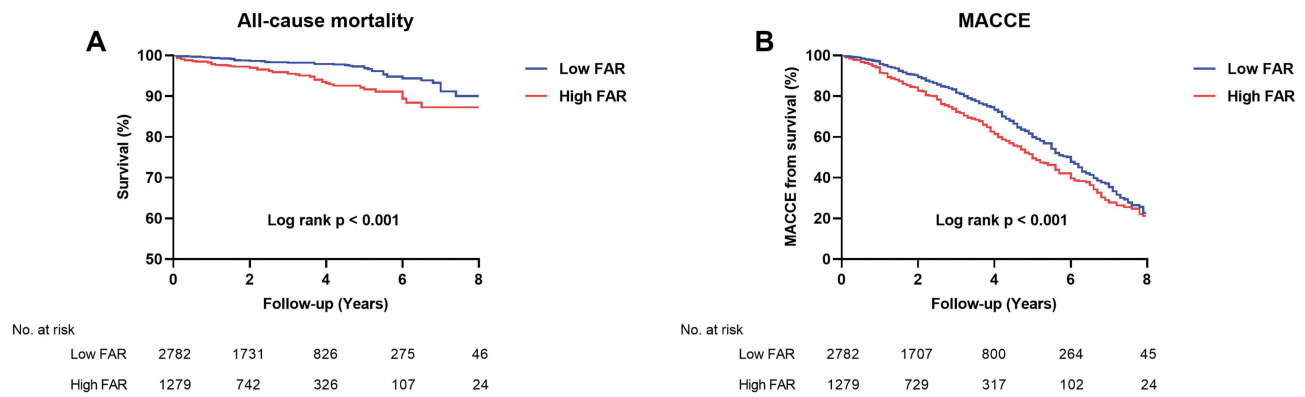 All-cause mortality
A
100
90
80
70
60
50
Survival (%)
Low FAR
High FAR
Log rank p < 0.001
0 2 4 6 8
Follow-up (Years)
No. at risk
Low FAR 2782 1731 826 275 46
High FAR 1279 742 326 107 24
MACCE
B
100
80
60
40
20
0
MACCE from survival (%)
Low FAR
High FAR
Log rank p < 0.001
0 2 4 6 8
Follow-up (Years)
No. at risk
Low FAR 2782 1707 800 264 45
High FAR 1279 729 317 102 24